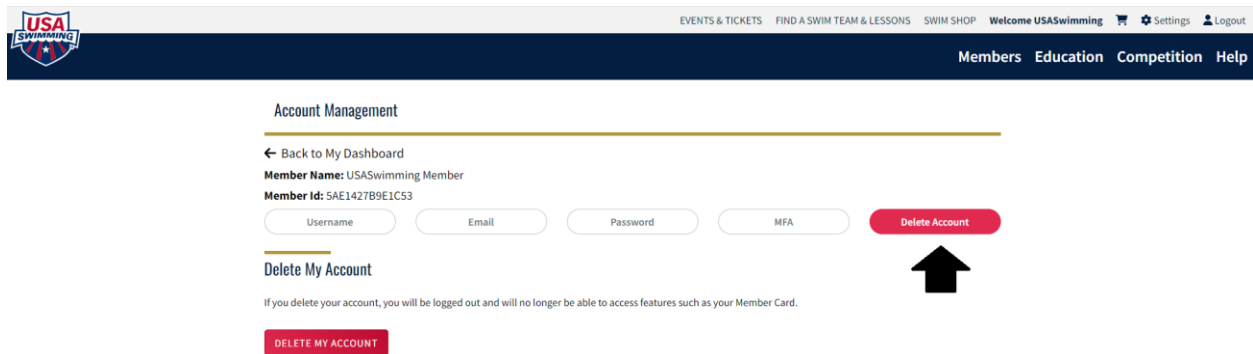 USA
SWIMMING
EVENTS & TICKETS FIND A SWIM TEAM & LESSONS SWIM SHOP Welcome USASwimming Settings Logout
Members Education Competition Help
Account Management
← Back to My Dashboard
Member Name: USASwimming Member
Member Id: 5AE1427B9E1C53
Username Email Password MFA Delete Account
Delete My Account
If you delete your account, you will be logged out and will no longer be able to access features such as your Member Card.
DELETE MY ACCOUNT